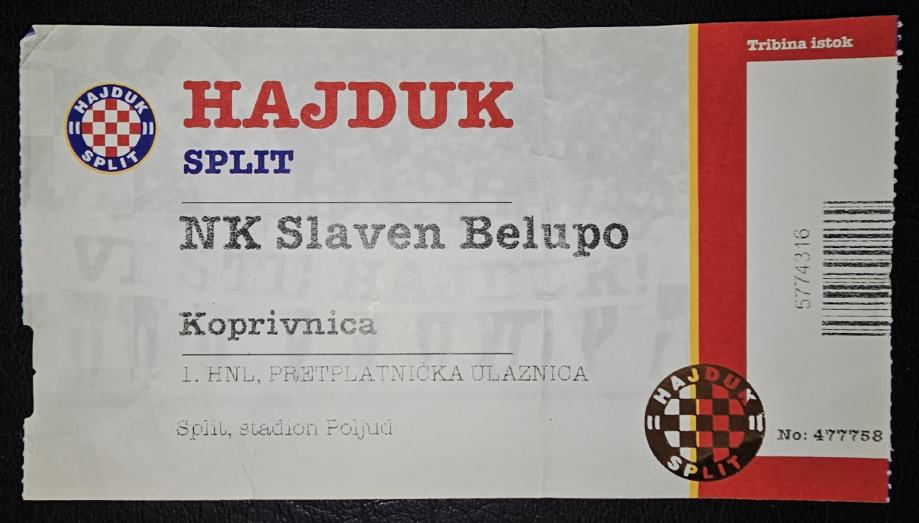 HAJDUK
SPLIT
HAJDUK
SPLIT
NK Slaven Belupo
Koprivnica
1. HNL, PRETPLATNIČKA ULAZNICA
Split, stadion Poljud
Tribina istok
5774316
HAJDUK
SPLIT
No: 477758